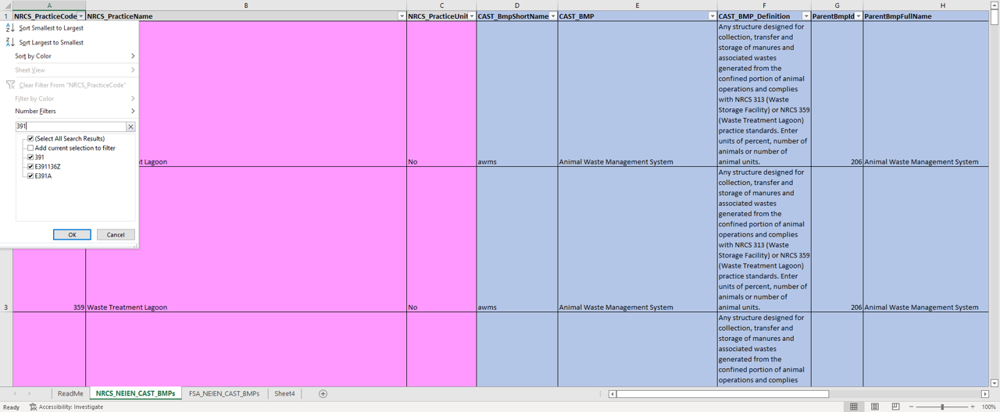 A B C D E F G H
1 NRCS_PracticeCode NRCS_PracticeName NRCS_PracticeUnit CAST_BmpShortName CAST_BMP CAST_BMP_Definition ParentBmpId ParentBmpFullName
Sort Smallest to Largest
Sort Largest to Smallest
Sort by Color
Sheet View
Clear Filter From "NRCS_PracticeCode"
Filter by Color
Number Filters
391
(Select All Search Results)
Add current selection to filter
391
E391136Z
E391A
OK Cancel
Any structure designed for
collection, transfer and
storage of manures and
associated wastes
generated from the
confined portion of animal
operations and complies
with NRCS 313 (Waste
Storage Facility) or NRCS 359
(Waste Treatment Lagoon)
practice standards. Enter
units of percent, number of
animals or number of
nt Lagoon No awms Animal Waste Management System animal units. 206 Animal Waste Management System
Any structure designed for
collection, transfer and
storage of manures and
associated wastes
generated from the
confined portion of animal
operations and complies
with NRCS 313 (Waste
Storage Facility) or NRCS 359
(Waste Treatment Lagoon)
practice standards. Enter
units of percent, number of
animals or number of
3 359 Waste Treatment Lagoon No awms Animal Waste Management System animal units. 206 Animal Waste Management System
Any structure designed for
collection, transfer and
storage of manures and
associated wastes
generated from the
confined portion of animal
operations and complies
ReadMe NRCS_NEIEN_CAST_BMPs FSA_NEIEN_CAST_BMPs Sheet4
Ready Accessibility: Investigate 100%